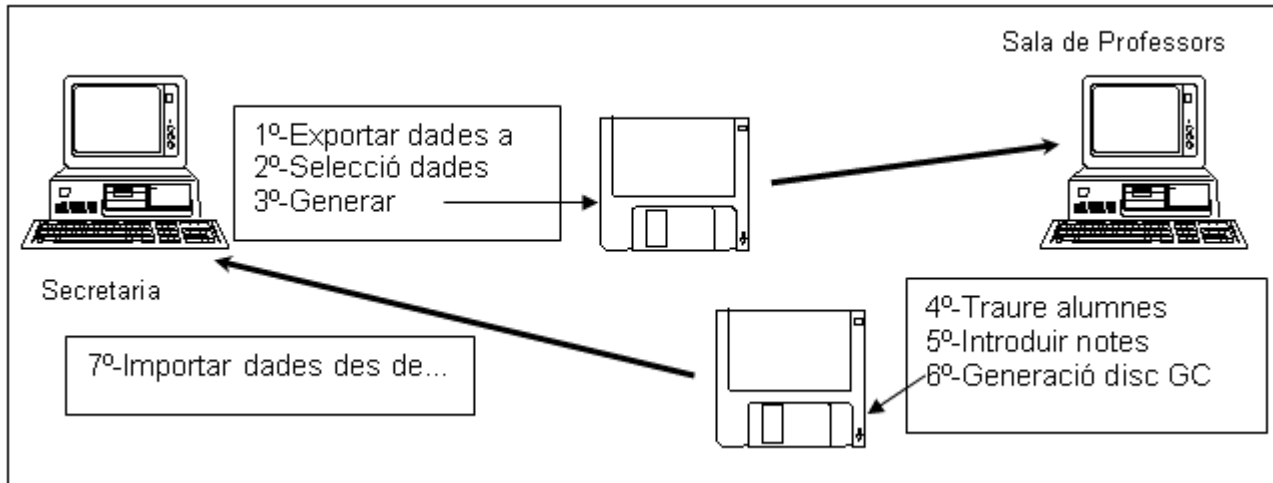 Sala de Professors
1º-Exportar dades a
2º-Selecció dades
3º-Generar
Secretaria
4º-Traure alumnes
5º-Introduir notes
6º-Generació disc GC
7º-Importar dades des de...